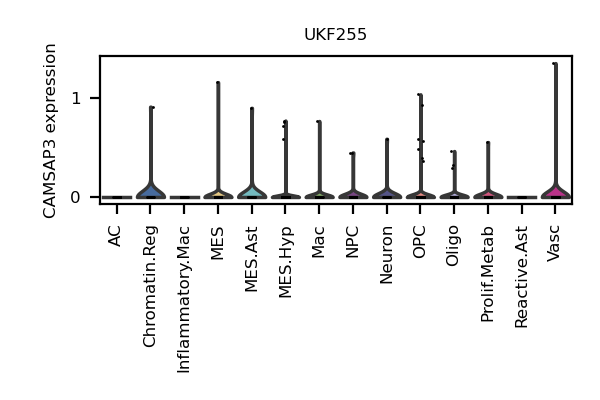 UKF255
CAMSAP3 expression
1
0
AC
Chromatin.Reg
Inflammatory.Mac
MES
MES.Ast
MES.Hyp
Mac
NPC
Neuron
OPC
Oligo
Prolif.Metab
Reactive.Ast
Vasc